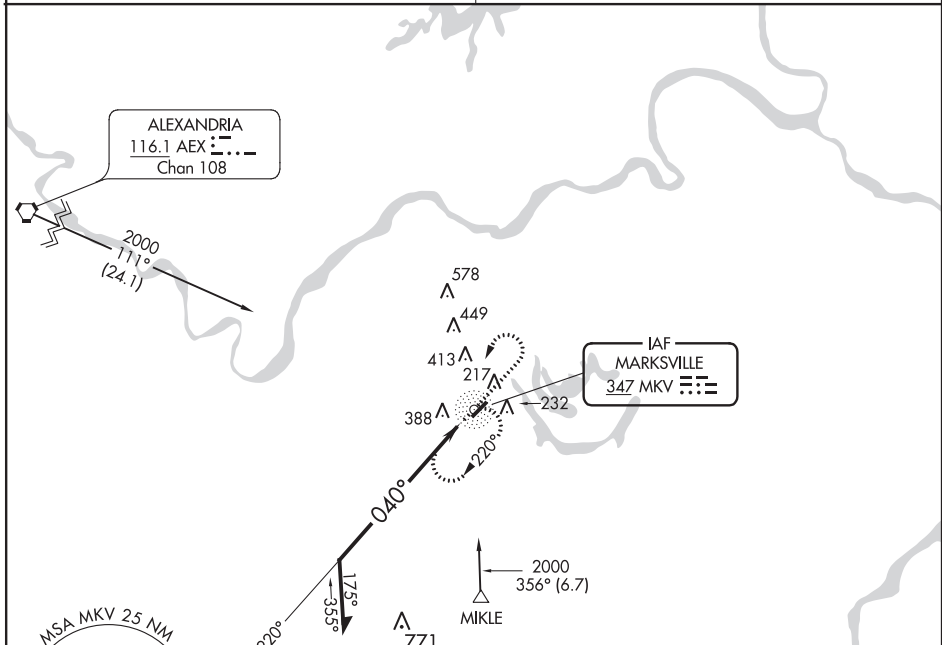 ALEXANDRIA
116.1 AEX
Chan 108
2000
111°
(24.1)
578
449
413
217
IAF
MARKSVILLE
347 MKV
388
232
220°
040°
2000
356° (6.7)
MIKLE
175°
355°
220°
771
MSA MKV 25 NM